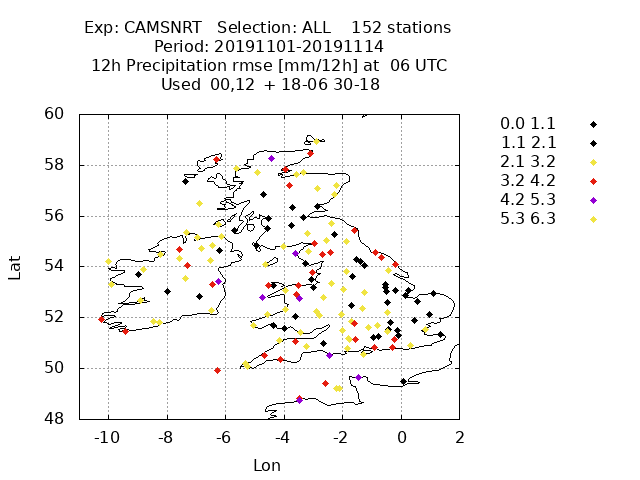 Exp: CAMSNRT Selection: ALL 152 stations
Period: 20191101-20191114
12h Precipitation rmse [mm/12h] at 06 UTC
Used 00,12 + 18-06 30-18
60
58
56
54
52
50
48
Lat
-10 -8 -6 -4 -2 0 2
Lon
0.0 1.1
1.1 2.1
2.1 3.2
3.2 4.2
4.2 5.3
5.3 6.3